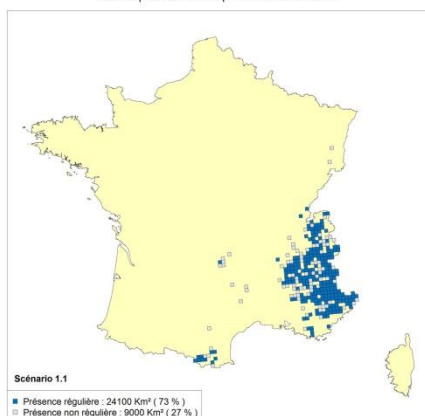 Scénario 1.1
Présence régulière : 24100 Km² ( 73 % )
Présence non régulière : 9000 Km² ( 27 % )